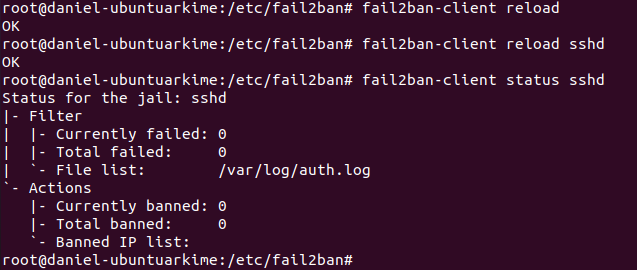 root@daniel-ubuntuarkime:/etc/fail2ban# fail2ban-client reload
OK
root@daniel-ubuntuarkime:/etc/fail2ban# fail2ban-client reload sshd
OK
root@daniel-ubuntuarkime:/etc/fail2ban# fail2ban-client status sshd
Status for the jail: sshd
|- Filter
|  |- Currently failed: 0
|  |- Total failed:     0
|  `- File list:        /var/log/auth.log
`- Actions
   |- Currently banned: 0
   |- Total banned:     0
   `- Banned IP list:
root@daniel-ubuntuarkime:/etc/fail2ban#